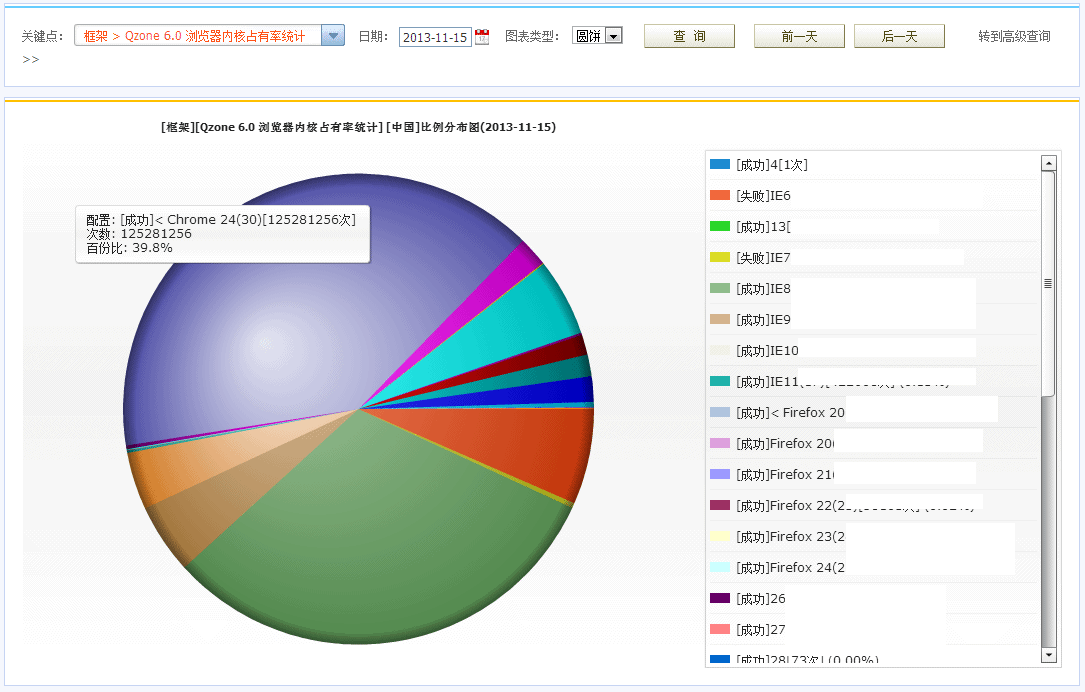 关键点： 框架 > Qzone 6.0 浏览器内核占有率统计 日期： 2013-11-15 图表类型： 圆饼 查 询 前一天 后一天 转到高级查询
>>
[框架][Qzone 6.0 浏览器内核占有率统计] [中国]比例分布图(2013-11-15)
配置: [成功]< Chrome 24(30)[125281256次]
次数: 125281256
百份比: 39.8%
[成功]4[1次]
[失败]IE6
[成功]13[
[失败]IE7
[成功]IE8
[成功]IE9
[成功]IE10
[成功]IE11
[成功]< Firefox 20
[成功]Firefox 20(
[成功]Firefox 21(
[成功]Firefox 22(2
[成功]Firefox 23(2
[成功]Firefox 24(2
[成功]26
[成功]27
[成功]28[73次] (0.00%)